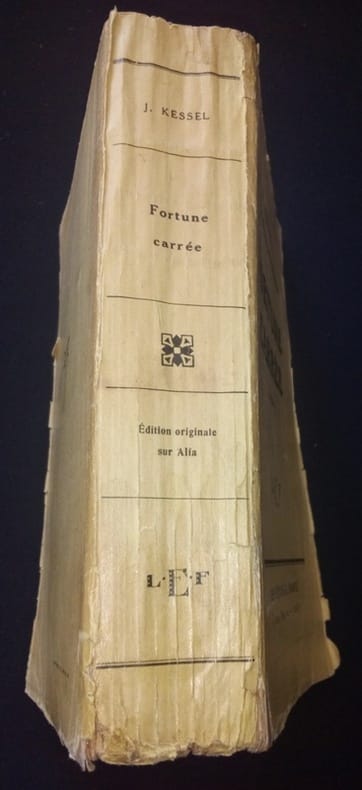 J. KESSEL
Fortune
carrée
Édition originale
sur Alfa
L·E·F